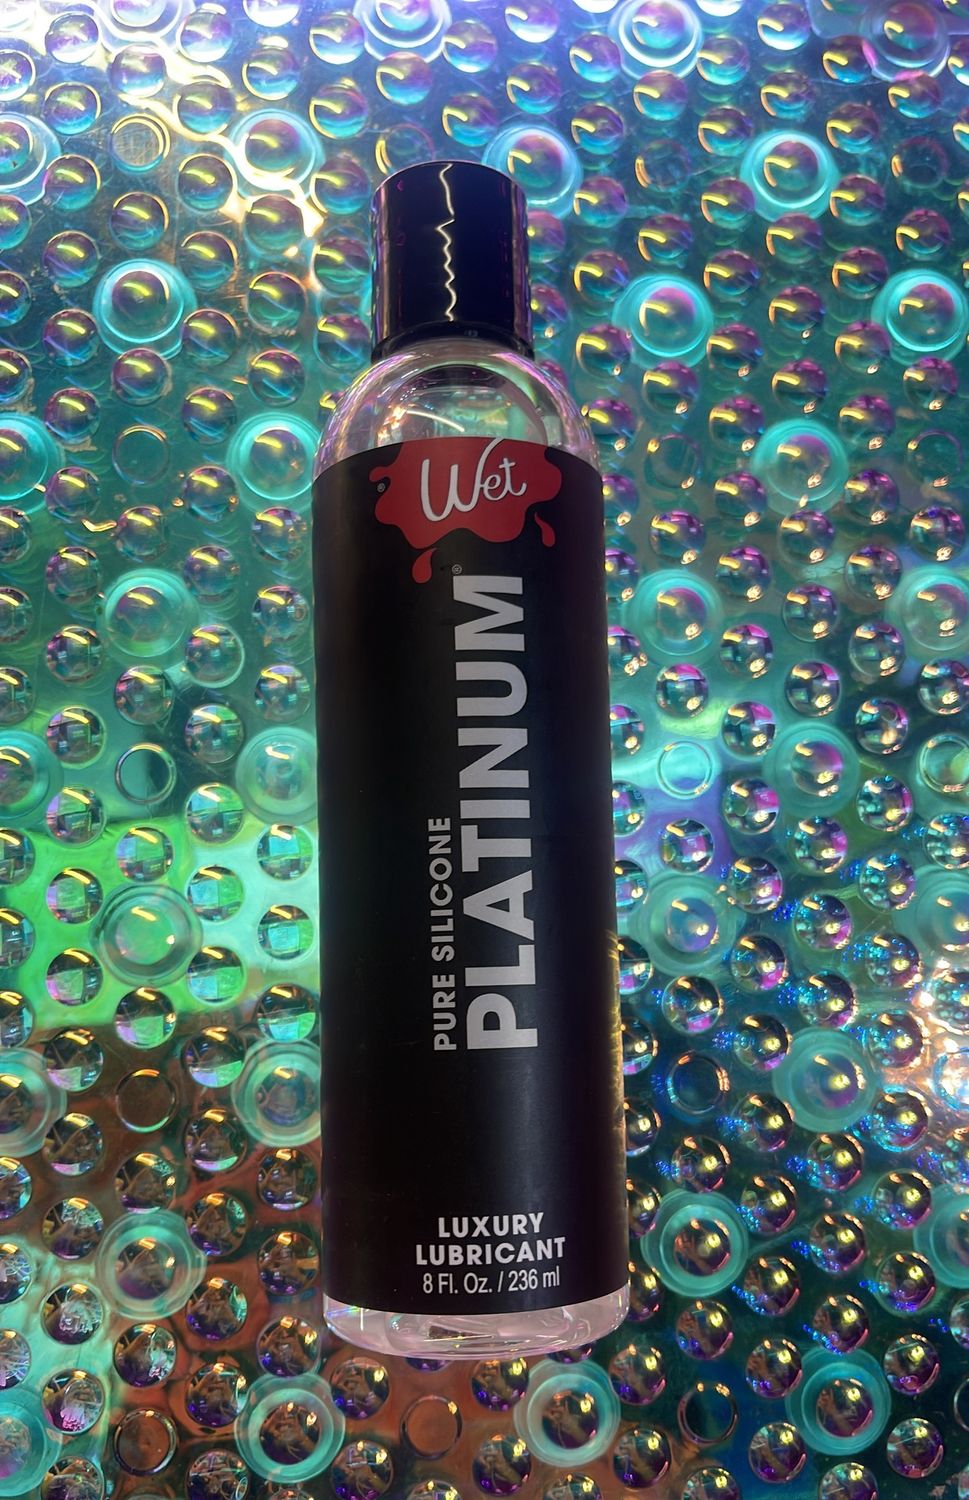 Wet
®
PURE SILICONE
PLATINUM®
LUXURY
LUBRICANT
8 Fl. Oz. / 236 ml